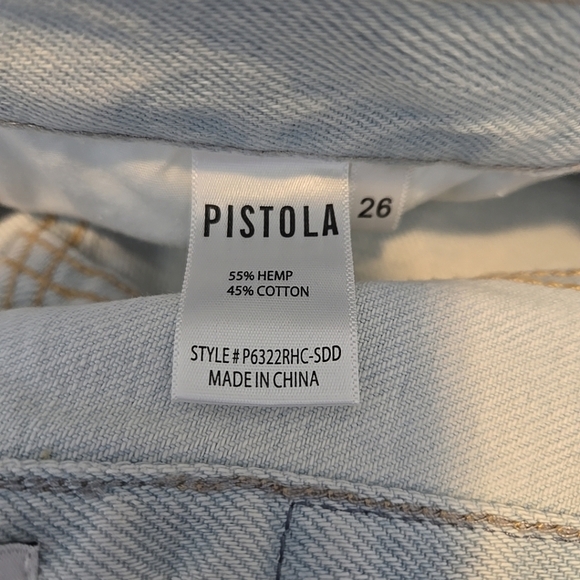 PISTOLA
26
55% HEMP
45% COTTON
STYLE # P6322RHC-SDD
MADE IN CHINA